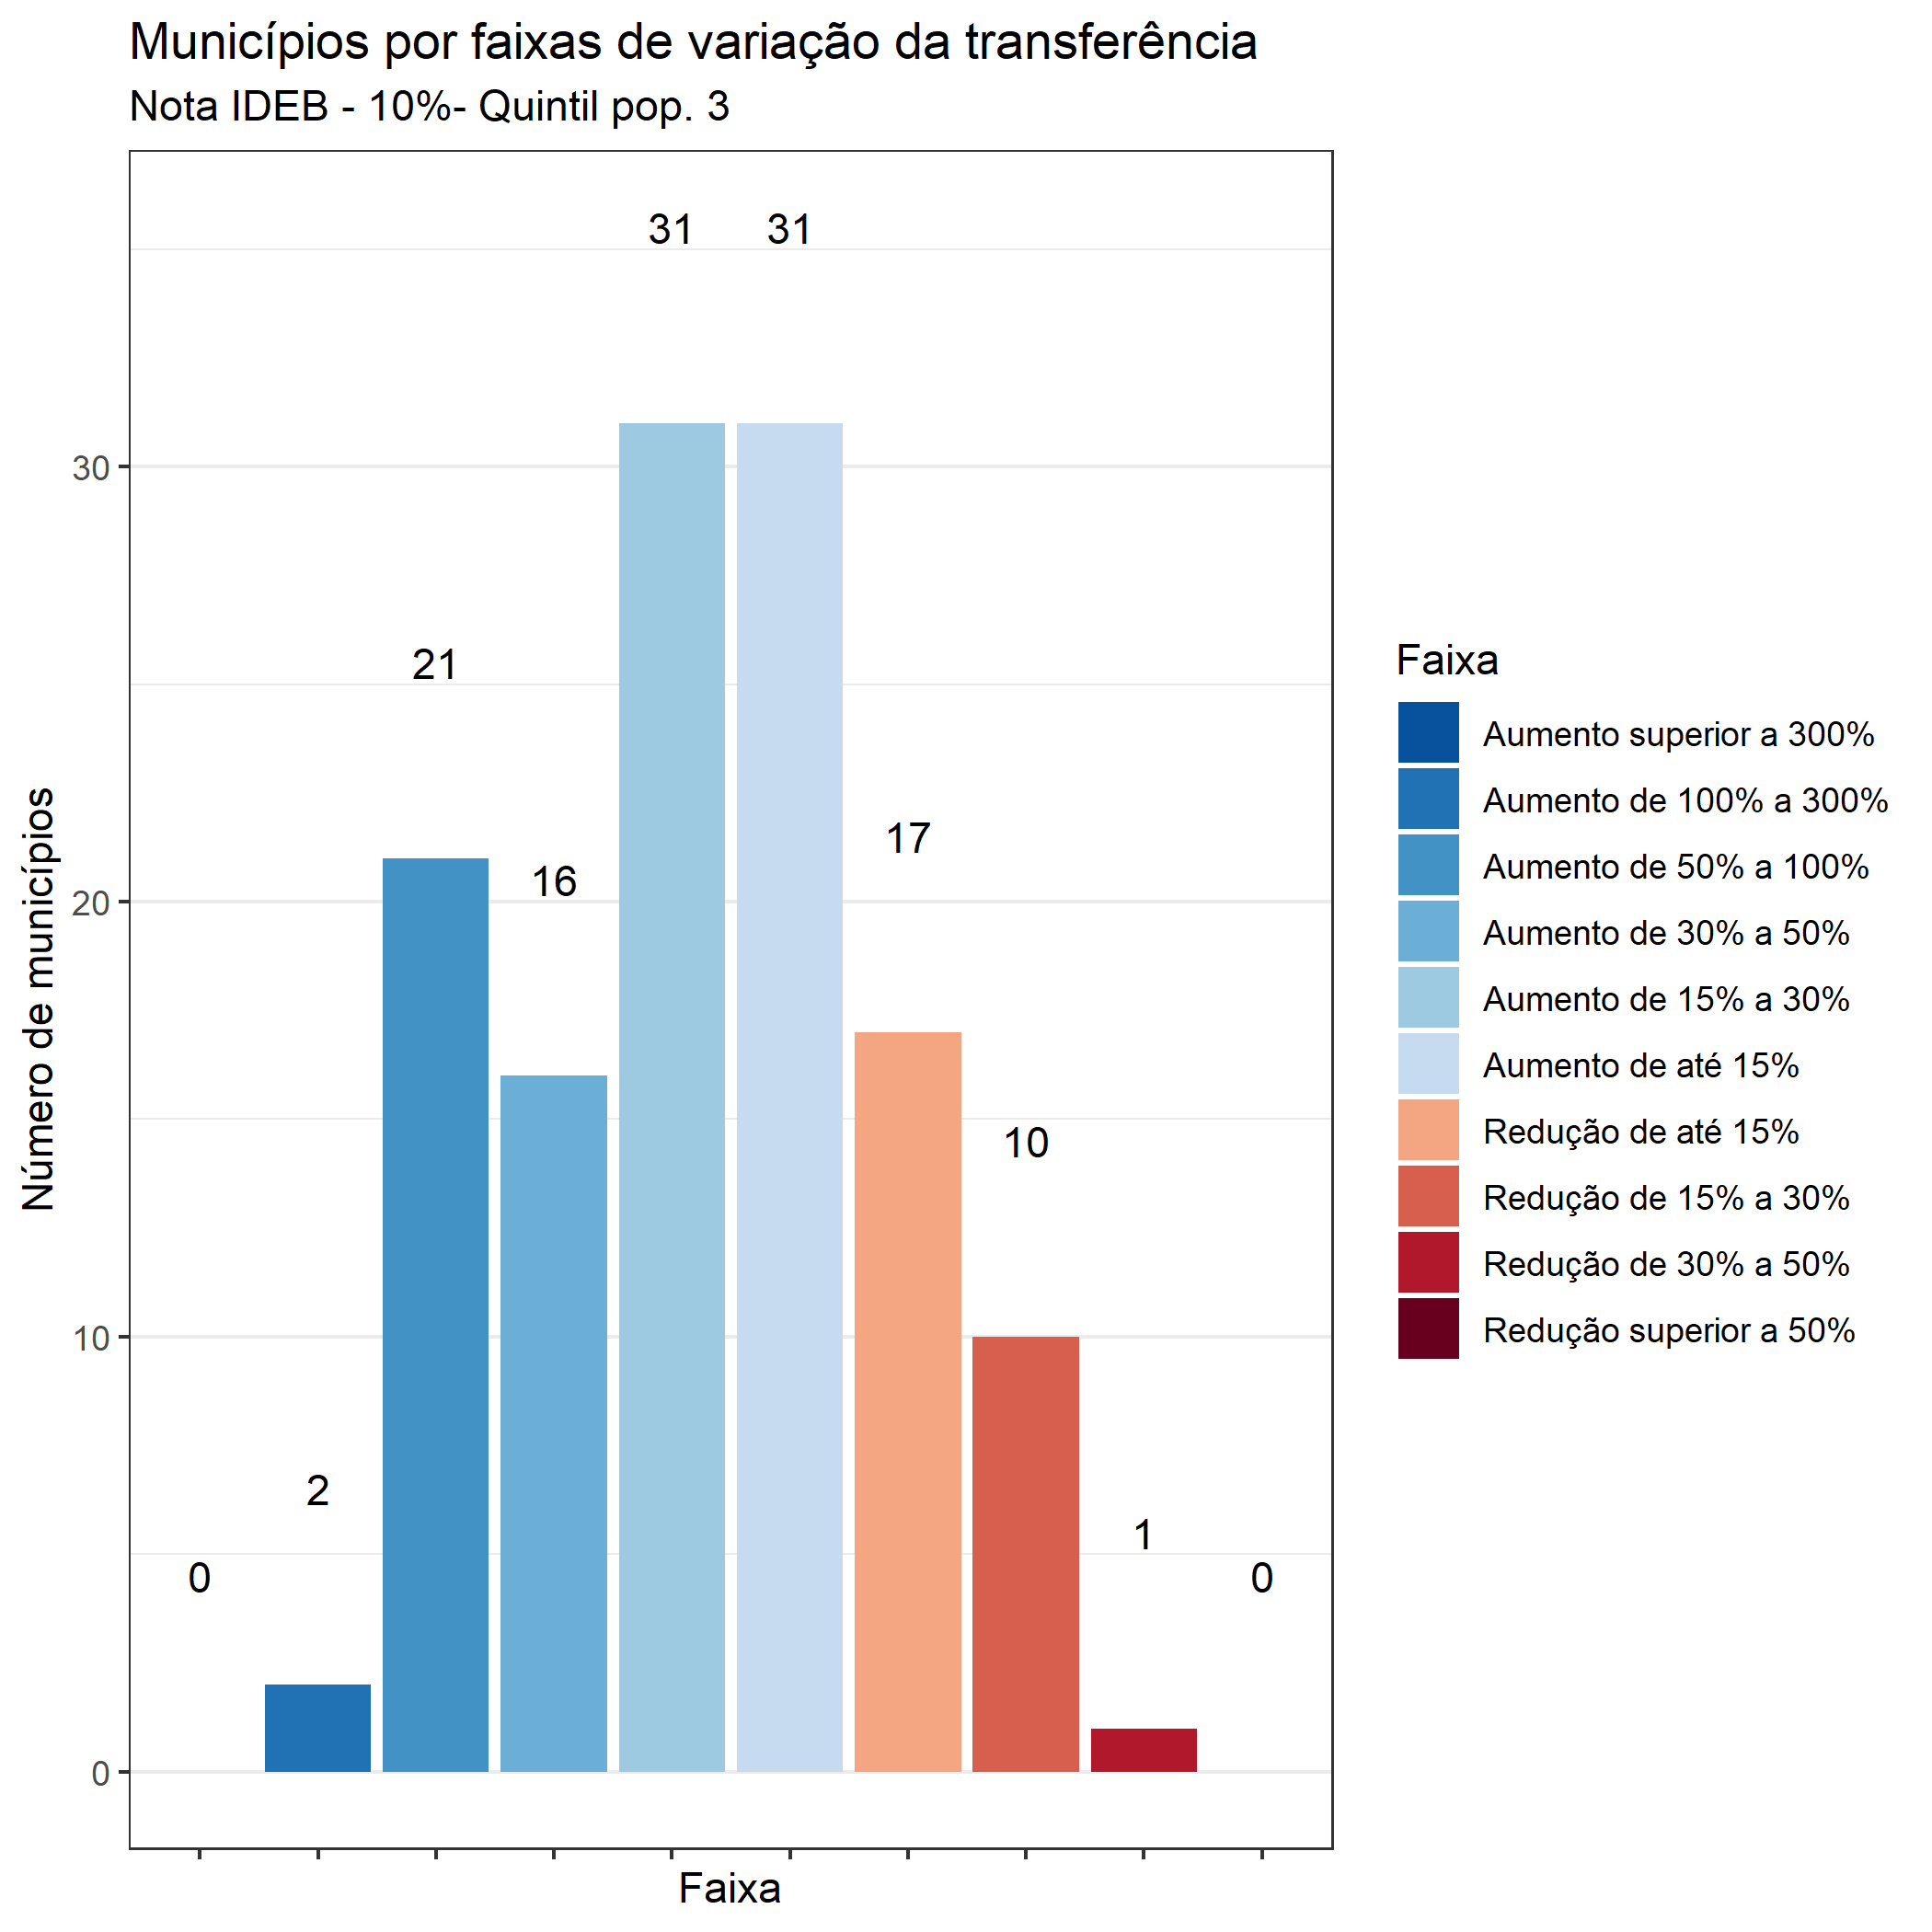 Municípios por faixas de variação da transferência
Nota IDEB - 10%- Quintil pop. 3
Número de municípios
30
20
10
0
0
2
21
16
31
31
17
10
1
0
Faixa
Faixa
Aumento superior a 300%
Aumento de 100% a 300%
Aumento de 50% a 100%
Aumento de 30% a 50%
Aumento de 15% a 30%
Aumento de até 15%
Redução de até 15%
Redução de 15% a 30%
Redução de 30% a 50%
Redução superior a 50%